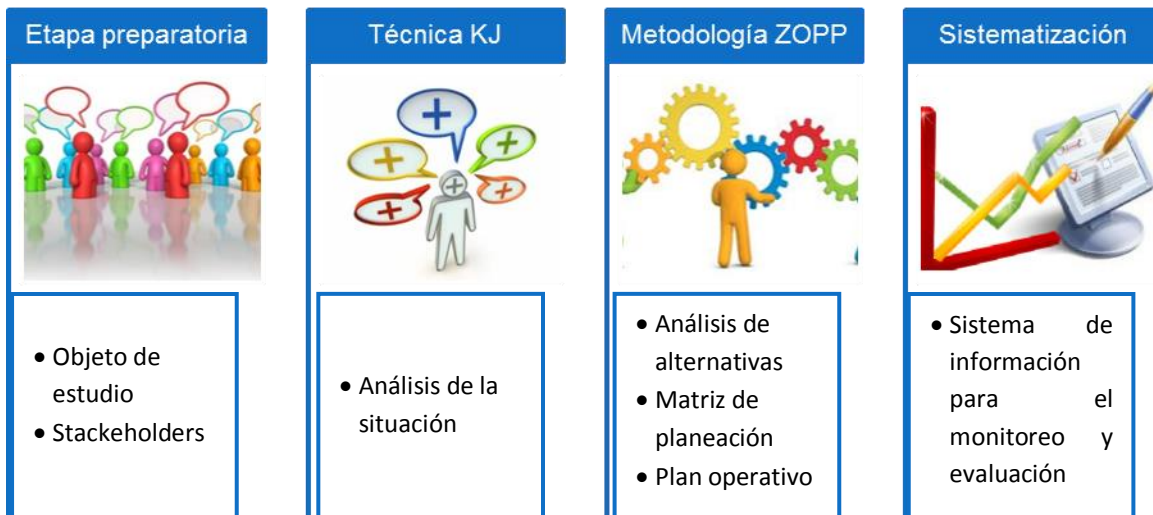 Etapa preparatoria
• Objeto de
estudio
• Stackeholders
Técnica KJ
• Análisis de la
situación
Metodología ZOPP
• Análisis de
alternativas
• Matriz de
planeación
• Plan operativo
Sistematización
• Sistema de
información
para el
monitoreo y
evaluación